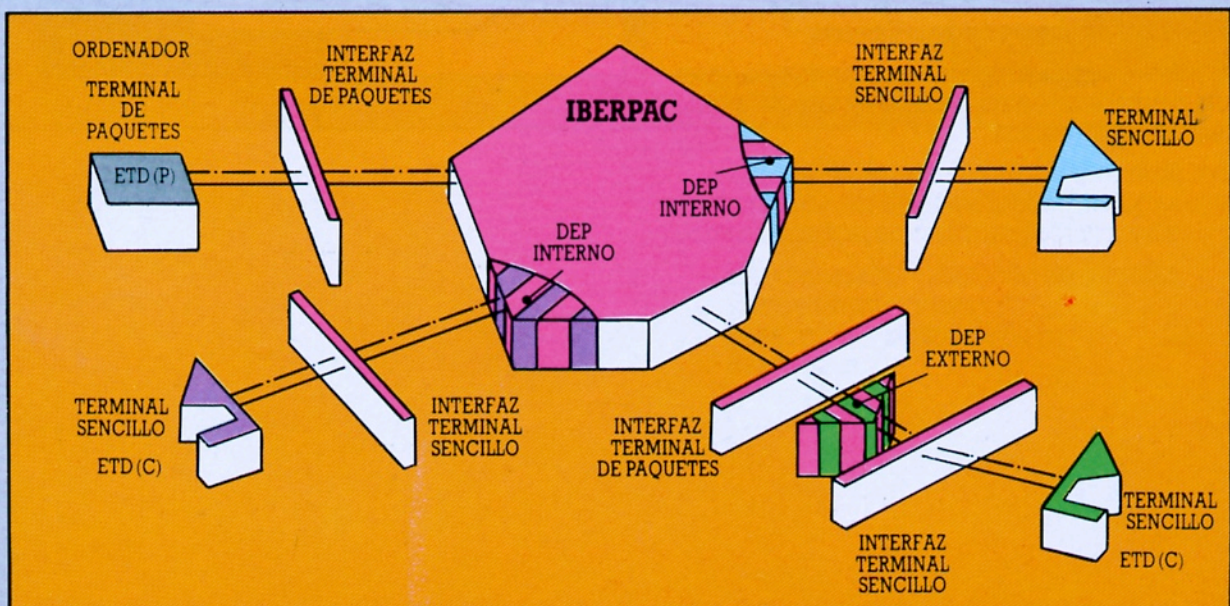 ORDENADOR
TERMINAL
DE
PAQUETES
ETD (P)
INTERFAZ
TERMINAL
DE PAQUETES
IBERPAC
INTERFAZ
TERMINAL
SENCILLO
TERMINAL
SENCILLO
DEP
INTERNO
DEP
INTERNO
TERMINAL
SENCILLO
ETD (C)
INTERFAZ
TERMINAL
SENCILLO
INTERFAZ
TERMINAL
DE PAQUETES
DEP
EXTERNO
INTERFAZ
TERMINAL
SENCILLO
TERMINAL
SENCILLO
ETD (C)